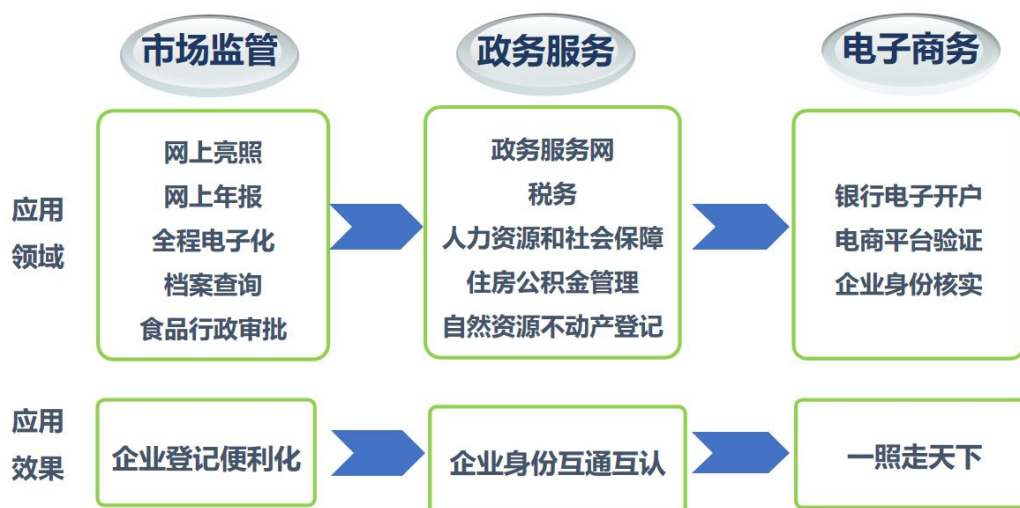 市场监管
政务服务
电子商务
应用
领域
网上亮照
网上年报
全程电子化
档案查询
食品行政审批
政务服务网
税务
人力资源和社会保障
住房公积金管理
自然资源不动产登记
银行电子开户
电商平台验证
企业身份核实
应用
效果
企业登记便利化
企业身份互通互认
一照走天下